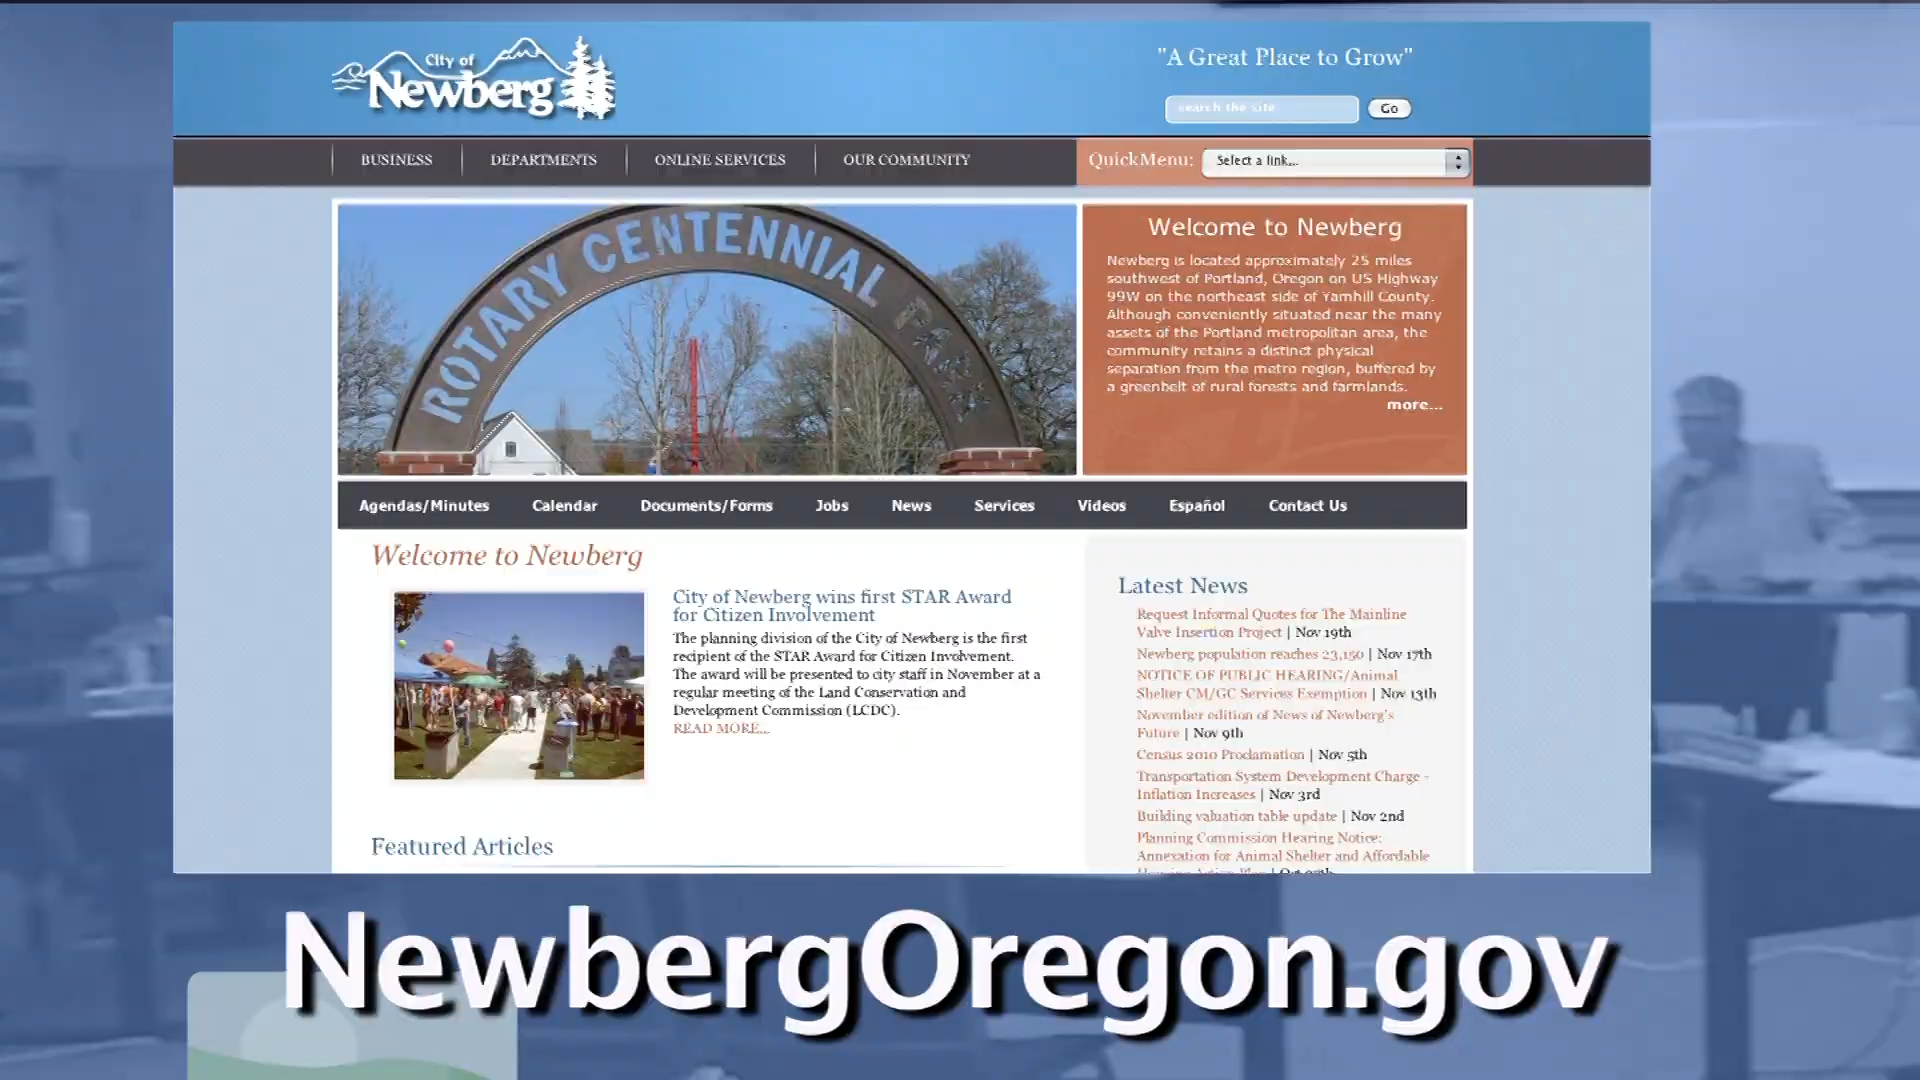 City of
Newberg
"A Great Place to Grow"
search the site
Go
BUSINESS
DEPARTMENTS
ONLINE SERVICES
OUR COMMUNITY
QuickMenu:
Select a link...
ROTARY CENTENNIAL PARK
Welcome to Newberg
Newberg is located approximately 25 miles
southwest of Portland, Oregon on US Highway
99W on the northeast side of Yamhill County.
Although conveniently situated near the many
assets of the Portland metropolitan area, the
community retains a distinct physical
separation from the metro region, buffered by
a greenbelt of rural forests and farmlands.
more...
Agendas/Minutes
Calendar
Documents/Forms
Jobs
News
Services
Videos
Español
Contact Us
Welcome to Newberg
City of Newberg wins first STAR Award
for Citizen Involvement
The planning division of the City of Newberg is the first
recipient of the STAR Award for Citizen Involvement.
The award will be presented to city staff in November at a
regular meeting of the Land Conservation and
Development Commission (LCDC).
READ MORE...
Featured Articles
Latest News
Request Informal Quotes for The Mainline
Valve Insertion Project | Nov 19th
Newberg population reaches 23,150 | Nov 17th
NOTICE OF PUBLIC HEARING/Animal
Shelter CM/GC Services Exemption | Nov 13th
November edition of News of Newberg's
Future | Nov 9th
Census 2010 Proclamation | Nov 5th
Transportation System Development Charge -
Inflation Increases | Nov 3rd
Building valuation table update | Nov 2nd
Planning Commission Hearing Notice:
Annexation for Animal Shelter and Affordable
NewbergOregon.gov